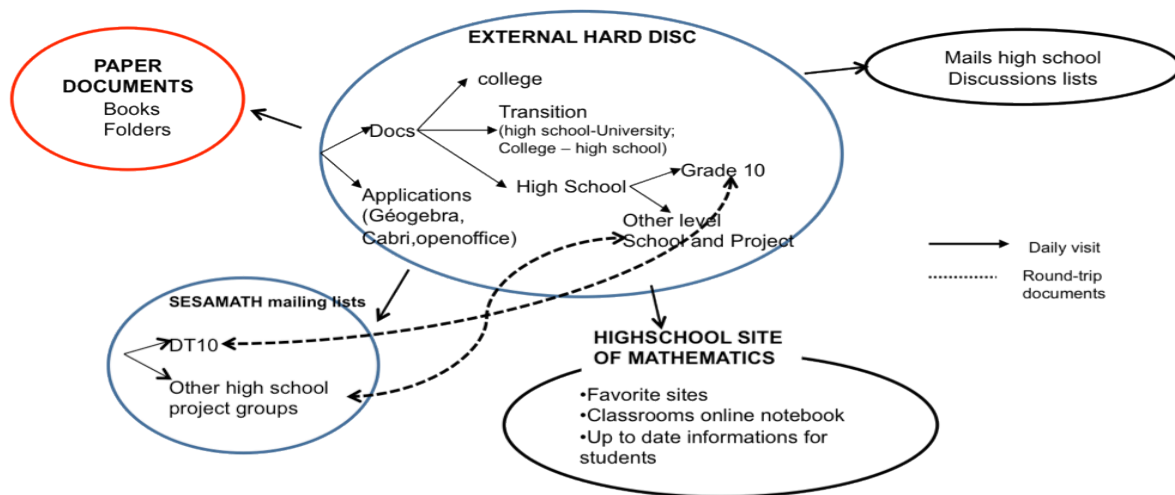 EXTERNAL HARD DISC
PAPER
DOCUMENTS
Books
Folders
Mails high school
Discussions lists
college
Transition
(high school-University;
College – high school)
Docs
High School
Grade 10
Applications
(Géogebra,
Cabri,openoffice)
Other level
School and Project
Daily visit
Round-trip
documents
SESAMATH mailing lists
DT10
Other high school
project groups
HIGHSCHOOL SITE
OF MATHEMATICS
•Favorite sites
•Classrooms online notebook
•Up to date informations for
students